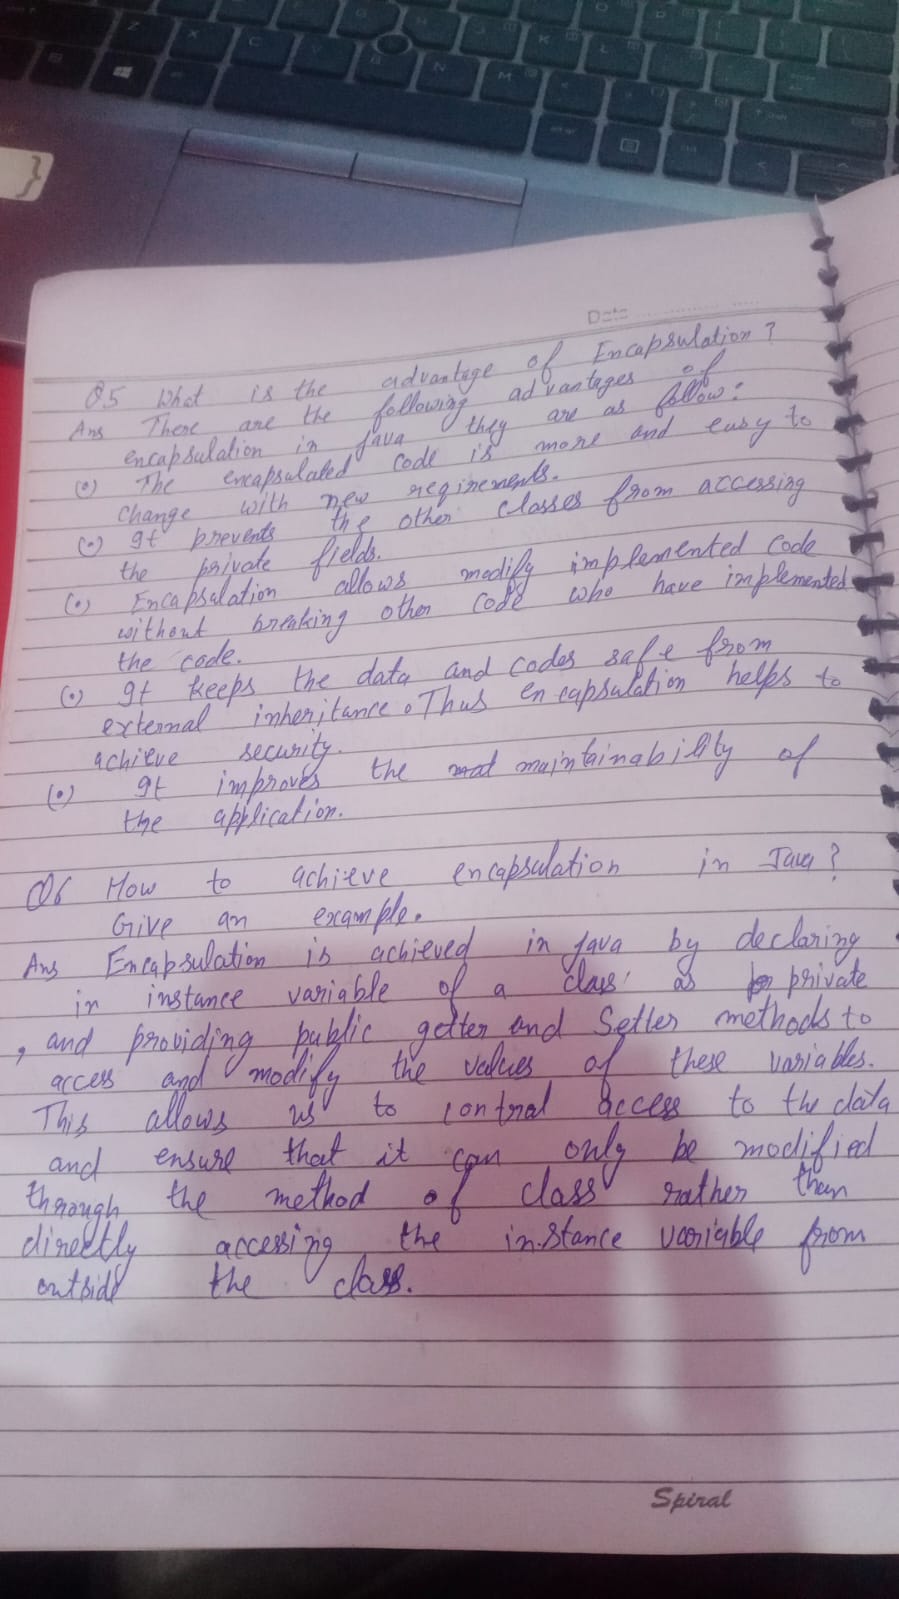 Date
Q5 What is the advantage of Encapsulation?
Ans There are the following advantages of
encapsulation in java they are as follow:
(•) The encapsulated code is more and easy to
change with new reqirements.
(•) It prevents the other classes from accessing
the private fields.
(•) Encapsulation allows modify implemented code
without breaking other code who have implemented
the code.
(•) It keeps the data and codes safe from
external inheritance. Thus encapsulation helps to
achieve security.
(•) It improves the maintainability of
the application.
Q6 How to achieve encapsulation in Java?
Give an example.
Ans Encapsulation is achieved in java by declaring
in instance variable of a class as private
, and providing public getter and Setter methods to
access and modify the values of these variables.
This allows us to control access to the data
and ensure that it can only be modified
through the method of class rather than
directly accessing the instance variable from
outside the class.
Spiral